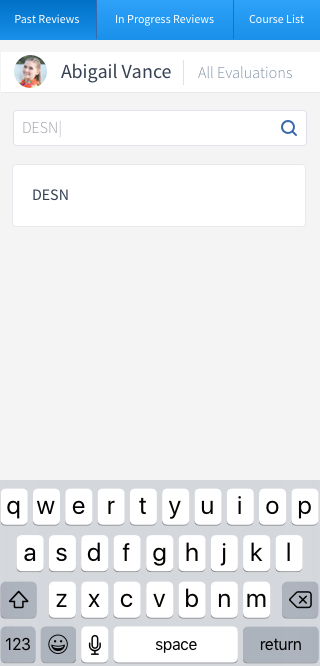 Past Reviews In Progress Reviews Course List
Abigail Vance All Evaluations
DESN
DESN
q w e r t y u i o p
a s d f g h j k l
z x c v b n m
123 space return